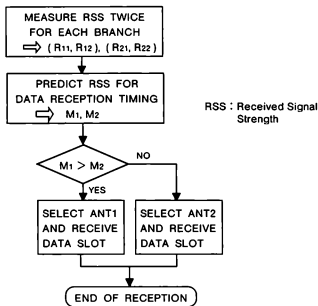 MEASURE RSS TWICE
FOR EACH BRANCH
⇒ (R11, R12), (R21, R22)
PREDICT RSS FOR
DATA RECEPTION TIMING
⇒ M1, M2
RSS : Received Signal
Strength
M1 > M2
NO
YES
SELECT ANT1
AND RECEIVE
DATA SLOT
SELECT ANT2
AND RECEIVE
DATA SLOT
END OF RECEPTION